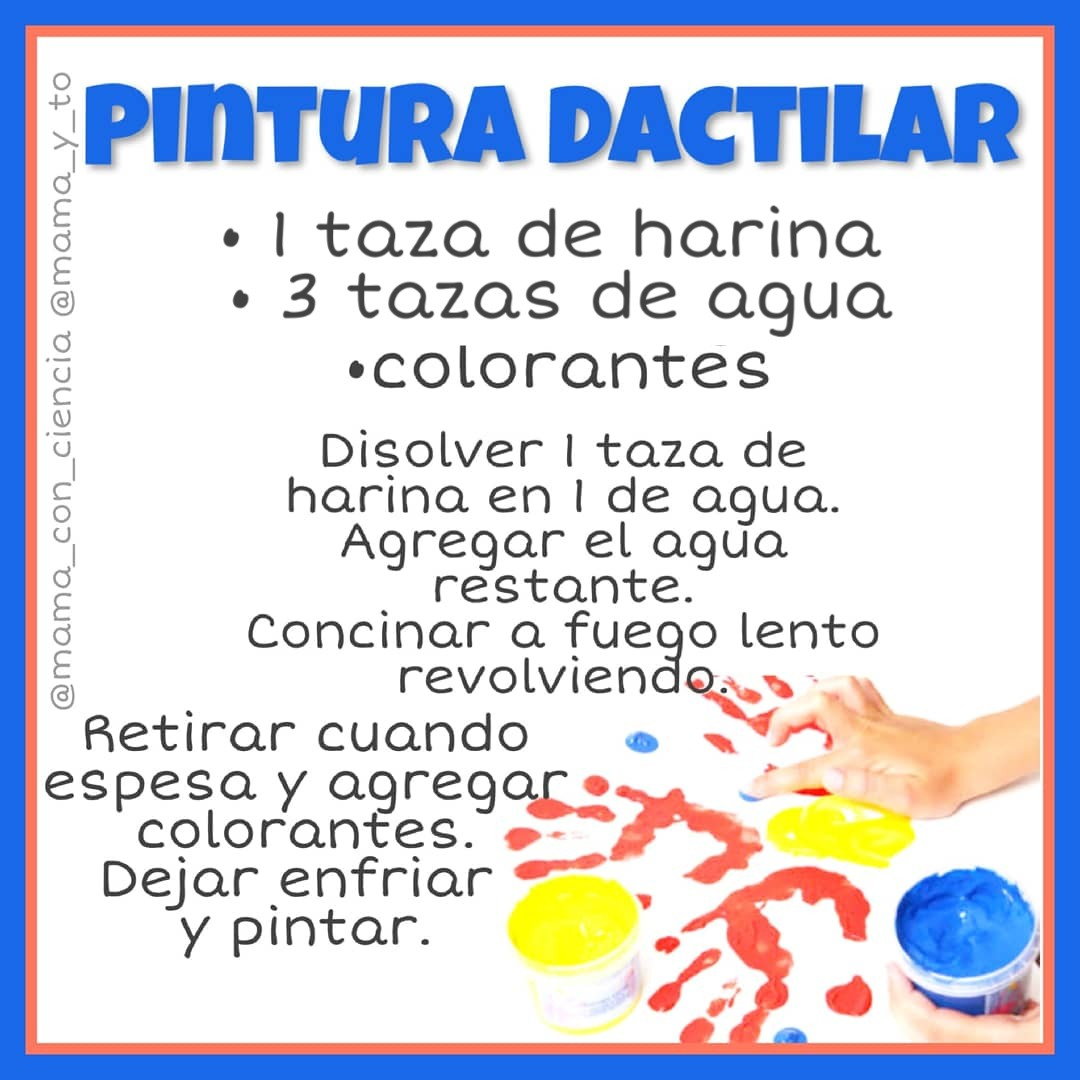 PINTURA DACTILAR
• 1 taza de harina
• 3 tazas de agua
•colorantes
Disolver 1 taza de
harina en 1 de agua.
Agregar el agua
restante.
Concinar a fuego lento
revolviendo.
Retirar cuando
espesa y agregar
colorantes.
Dejar enfriar
y pintar.
@mama_con_ciencia @mama_y_to